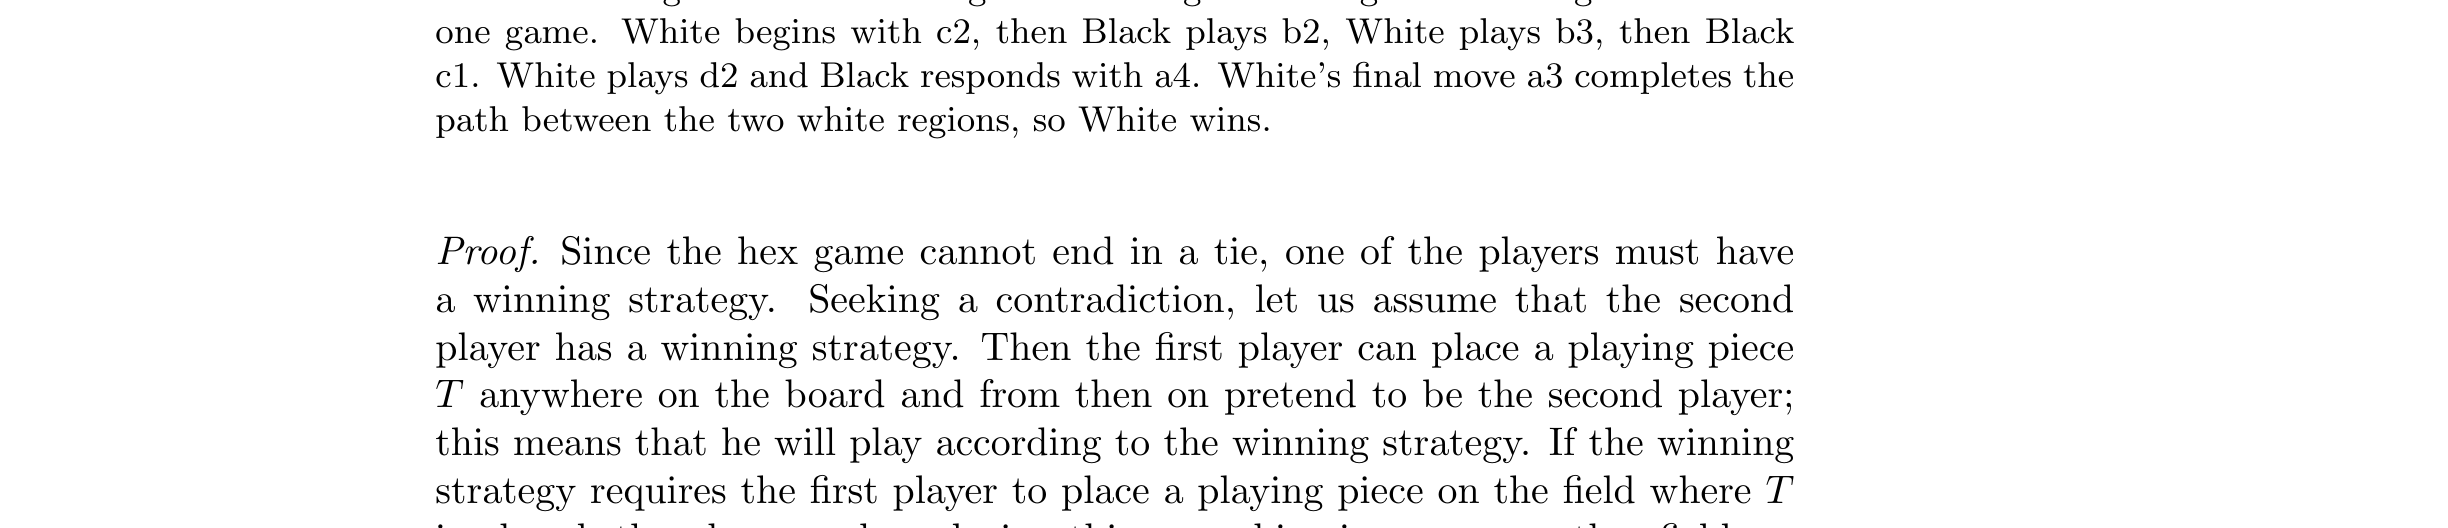 one game. White begins with c2, then Black plays b2, White plays b3, then Black
c1. White plays d2 and Black responds with a4. White's final move a3 completes the
path between the two white regions, so White wins.
Proof. Since the hex game cannot end in a tie, one of the players must have
a winning strategy. Seeking a contradiction, let us assume that the second
player has a winning strategy. Then the first player can place a playing piece
T anywhere on the board and from then on pretend to be the second player;
this means that he will play according to the winning strategy. If the winning
strategy requires the first player to place a playing piece on the field where T